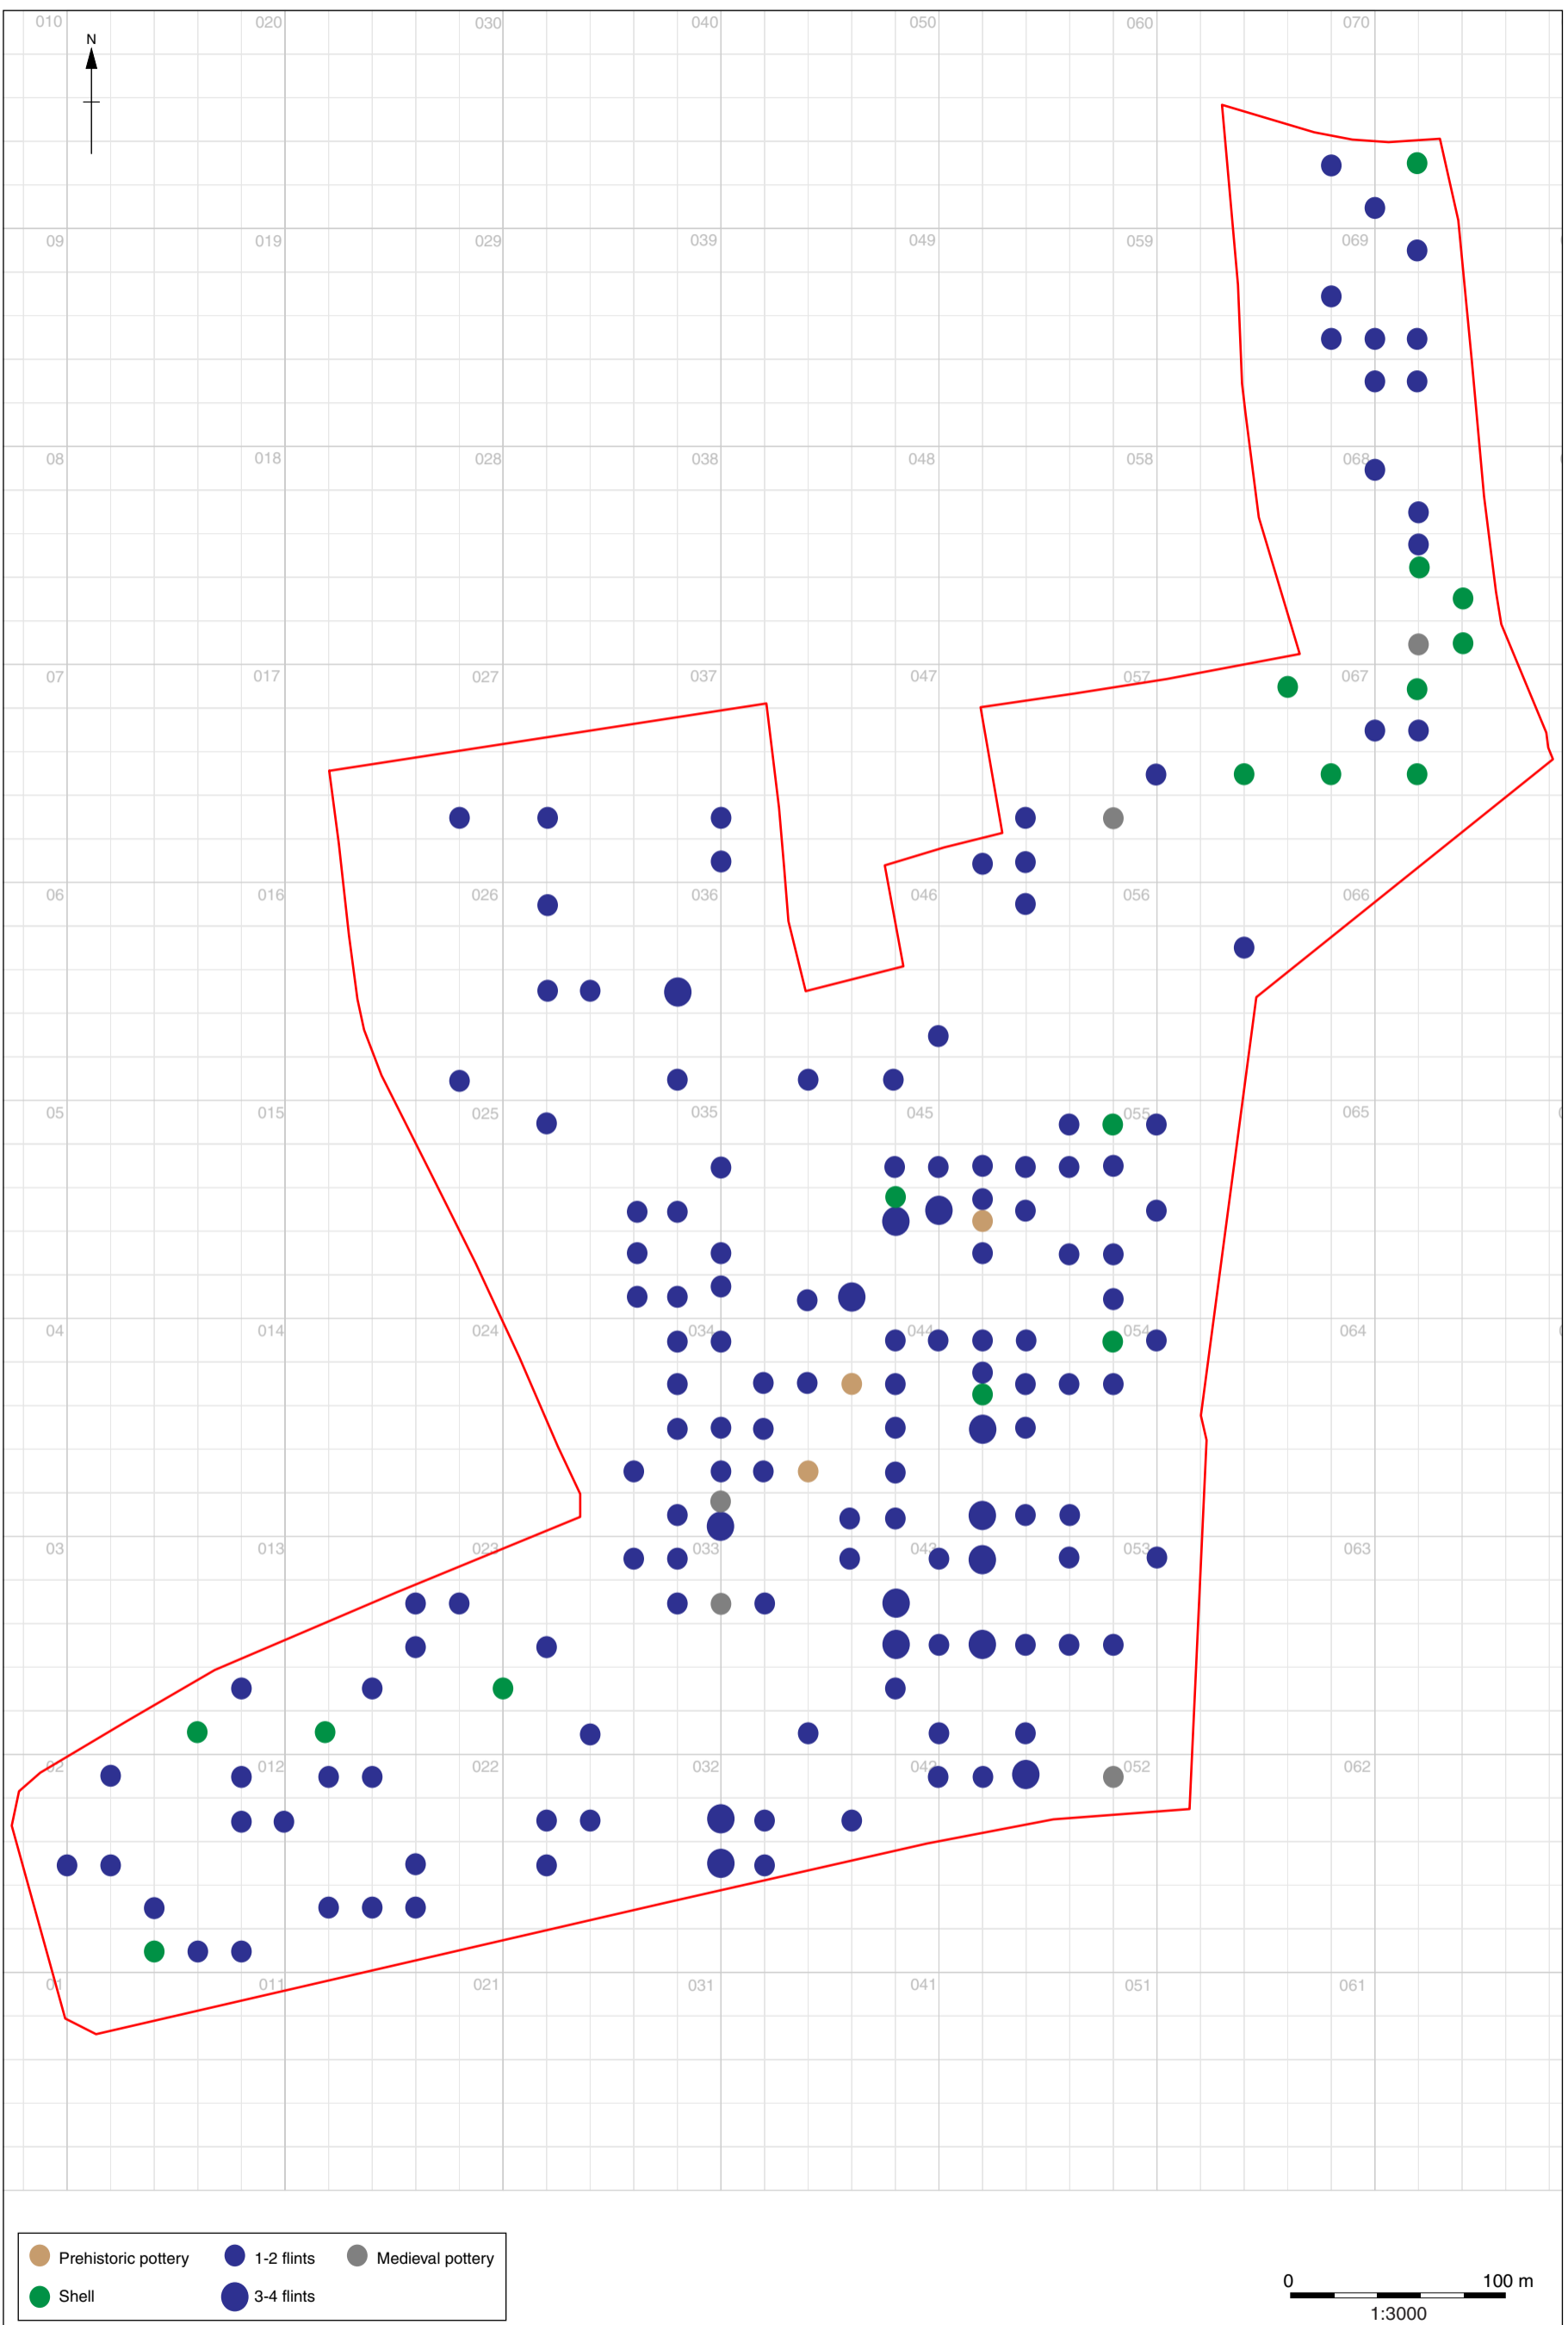 010 020 030 040 050 060 070
N
09 019 029 039 049 059 069
08 018 028 038 048 058 068
07 017 027 037 047 057 067
06 016 026 036 046 056 066
05 015 025 035 045 055 065
04 014 024 034 044 054 064
03 013 023 033 043 053 063
02 012 022 032 042 052 062
01 011 021 031 041 051 061
Prehistoric pottery 1-2 flints Medieval pottery
Shell 3-4 flints
0 100 m
1:3000